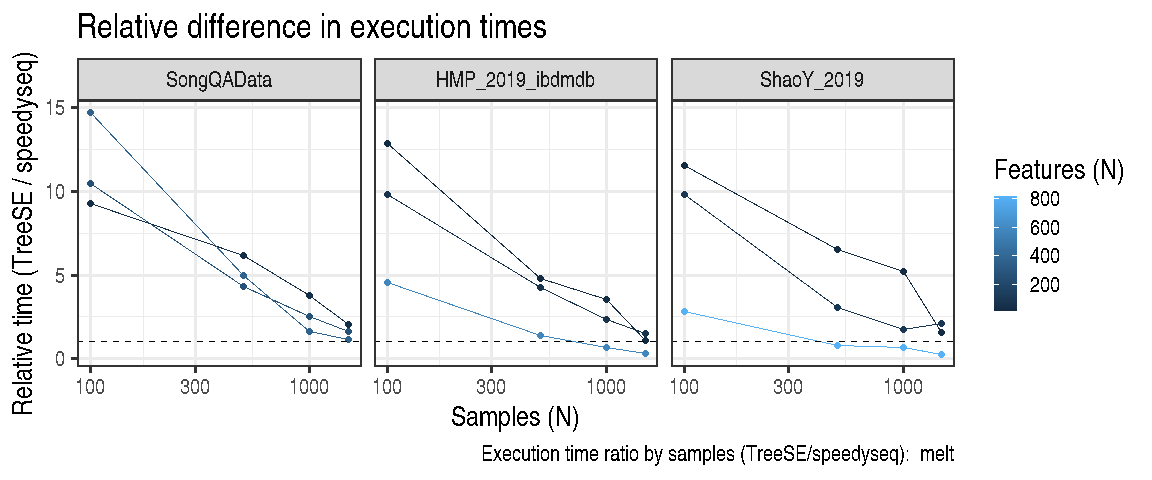 Relative difference in execution times
SongQAData
HMP_2019_ibdmdb
ShaoY_2019
Relative time (TreeSE / speedyseq)
15
10
5
0
100
300
1000
100
300
1000
100
300
1000
Samples (N)
Features (N)
800
600
400
200
Execution time ratio by samples (TreeSE/speedyseq): melt